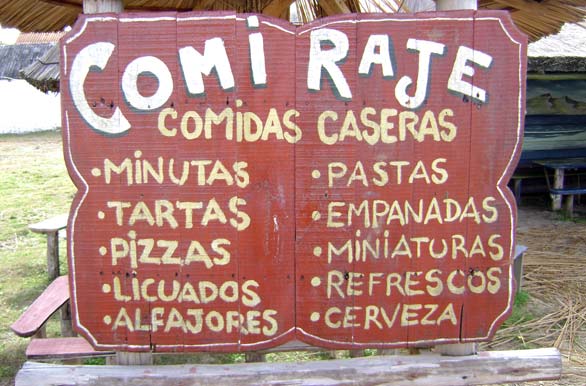 COMI RAJE
COMIDAS CASERAS
• MINUTAS
• TARTAS
• PIZZAS
• LICUADOS
• ALFAJORES
• PASTAS
• EMPANADAS
• MINIATURAS
• REFRESCOS
• CERVEZA